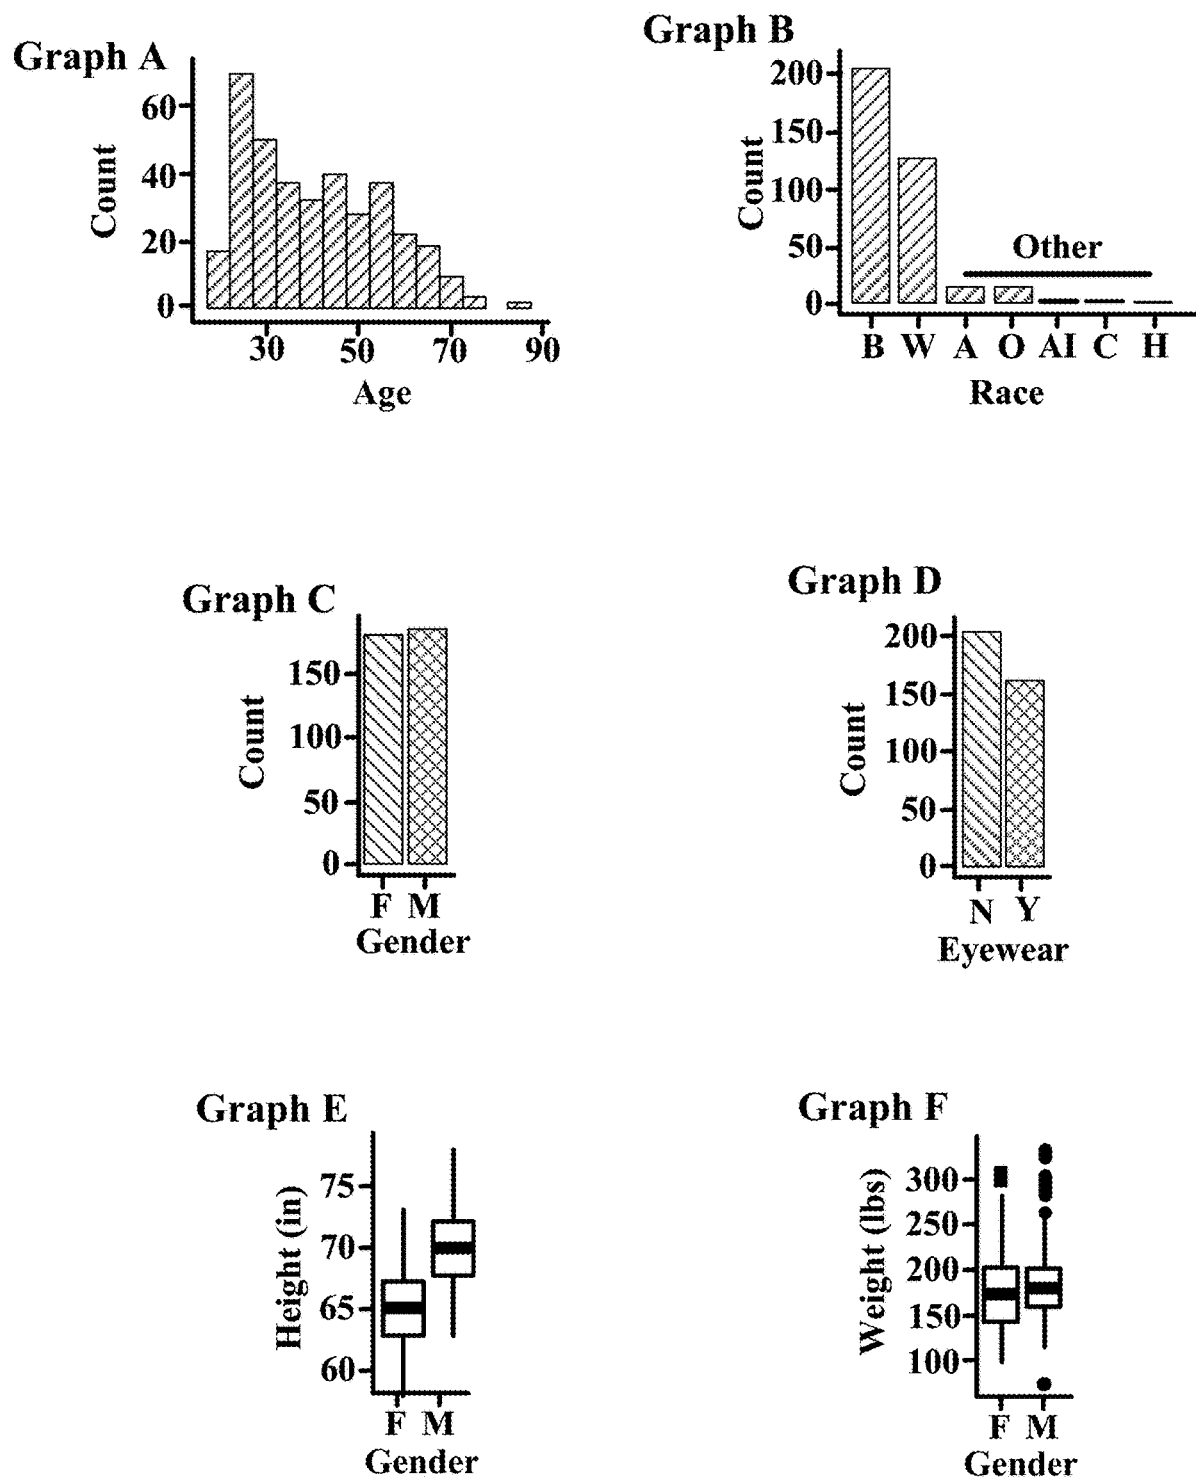 Graph A
Count
60
40
20
0
30 50 70 90
Age
Graph B
Count
200
150
100
50
0
Other
B W A O AI C H
Race
Graph C
Count
150
100
50
0
F M
Gender
Graph D
Count
200
150
100
50
0
N Y
Eyewear
Graph E
Height (in)
75
70
65
60
F M
Gender
Graph F
Weight (lbs)
300
250
200
150
100
F M
Gender